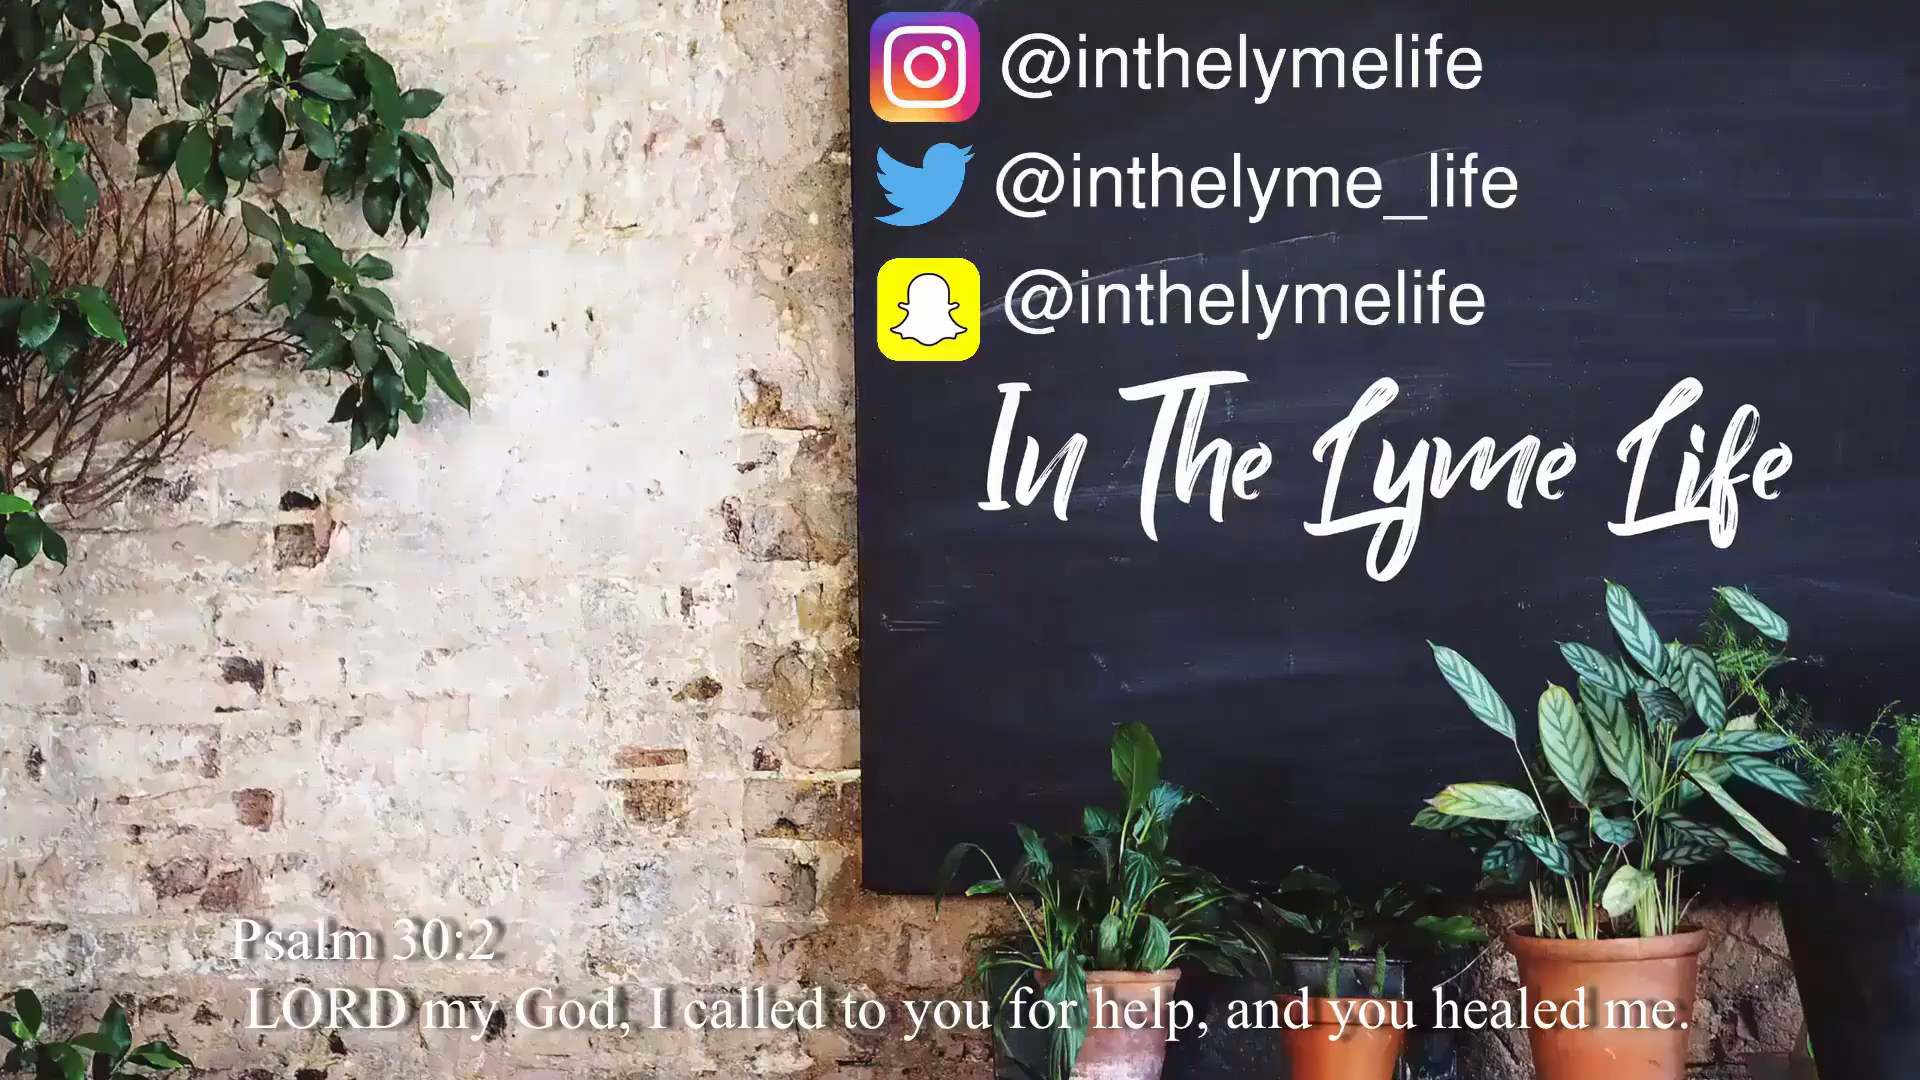 @inthelymelife
@inthelyme_life
@inthelymelife
In The Lyme Life
Psalm 30:2
LORD my God, I called to you for help, and you healed me.